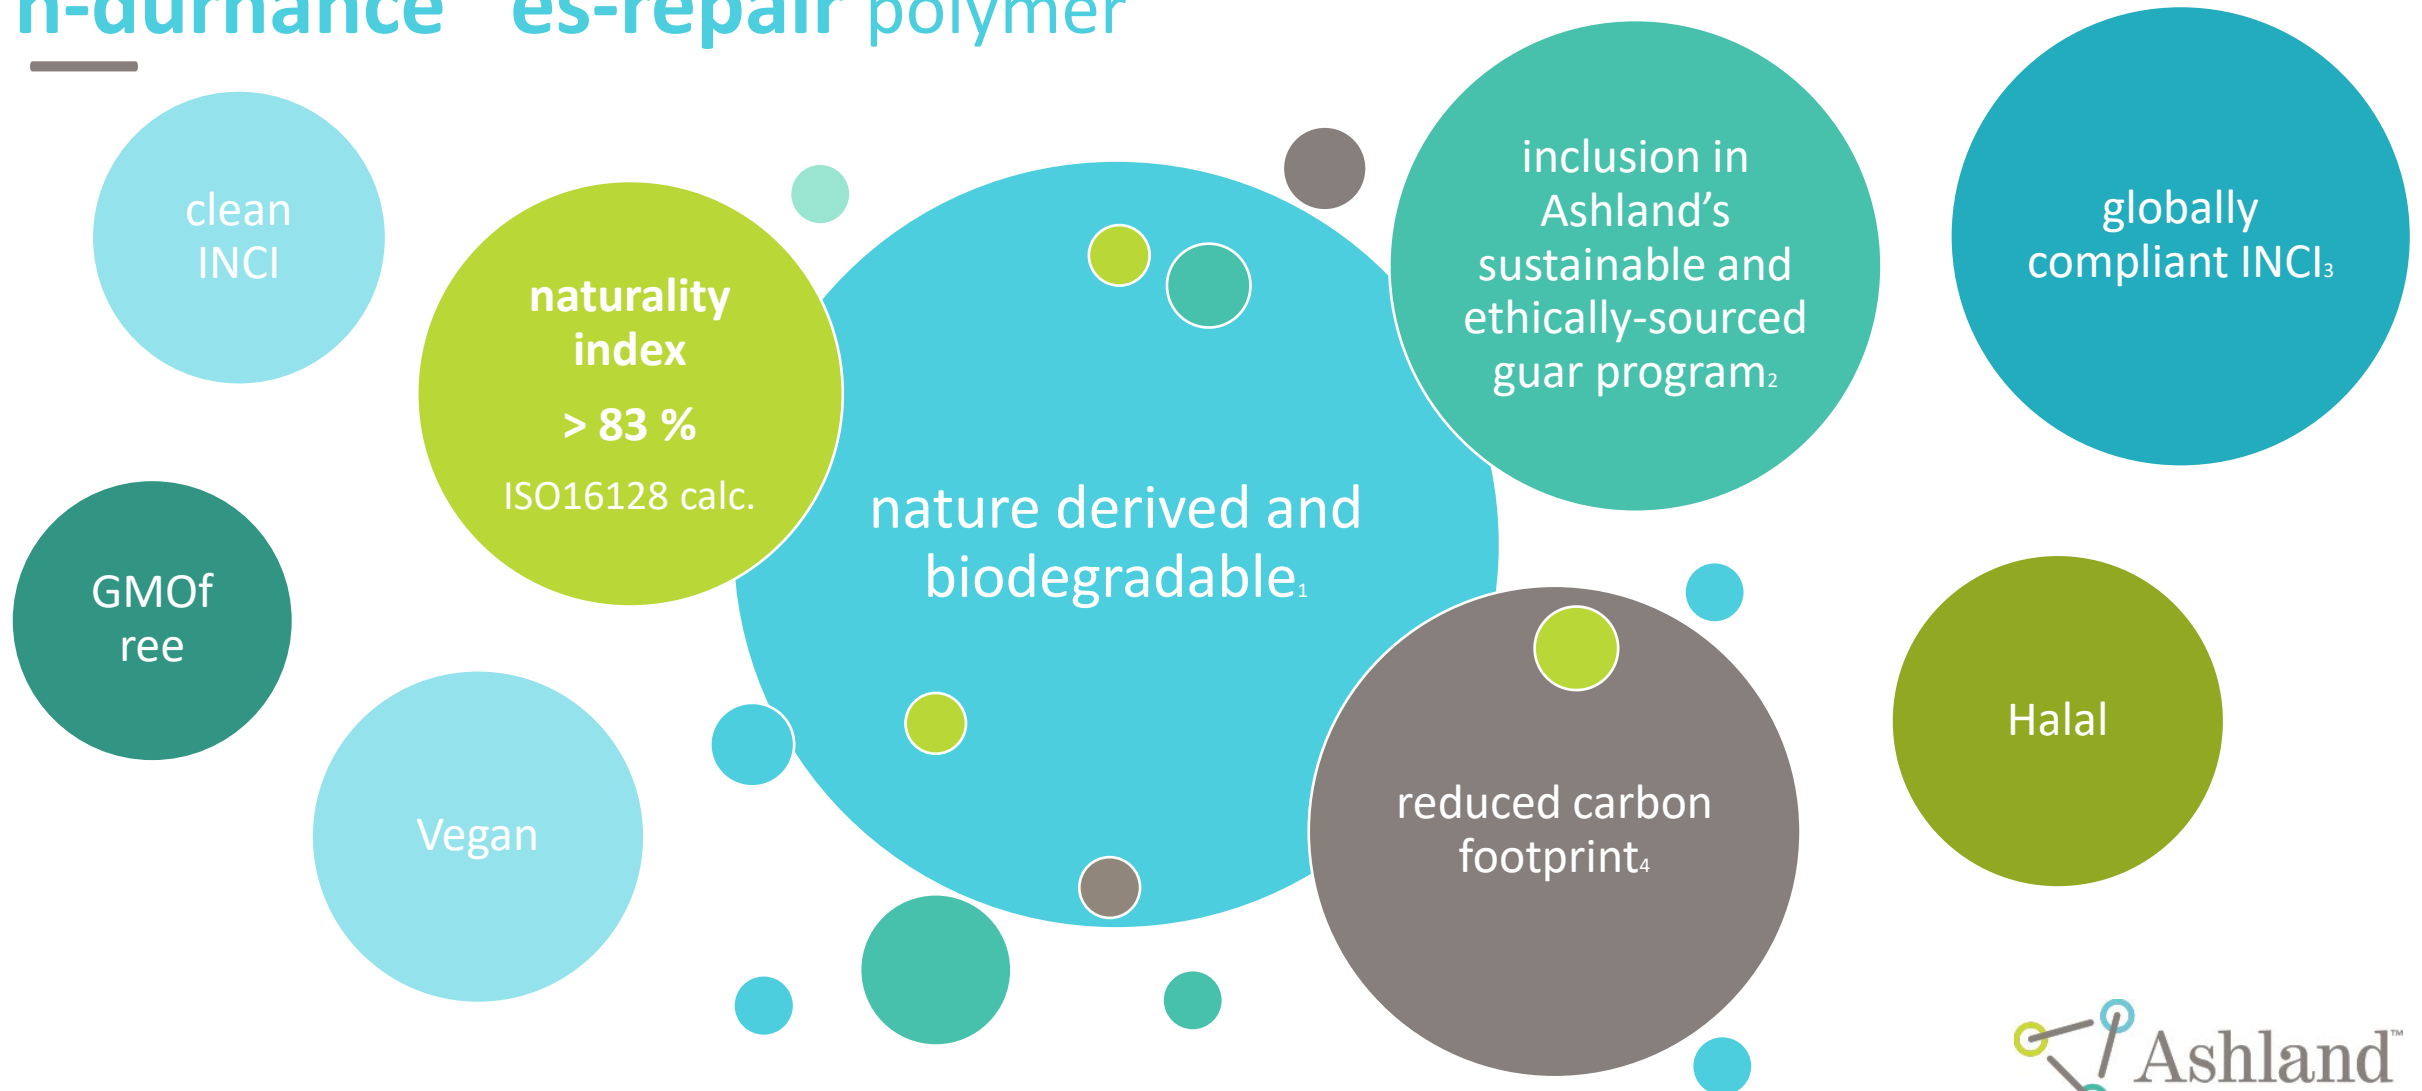 n-durhance es-repair polymer
clean
INCI
naturality
index
> 83 %
ISO16128 calc.
nature derived and
biodegradable1
inclusion in
Ashland’s
sustainable and
ethically-sourced
guar program2
globally
compliant INCI3
GMOf
ree
Vegan
reduced carbon
footprint4
Halal
Ashland™